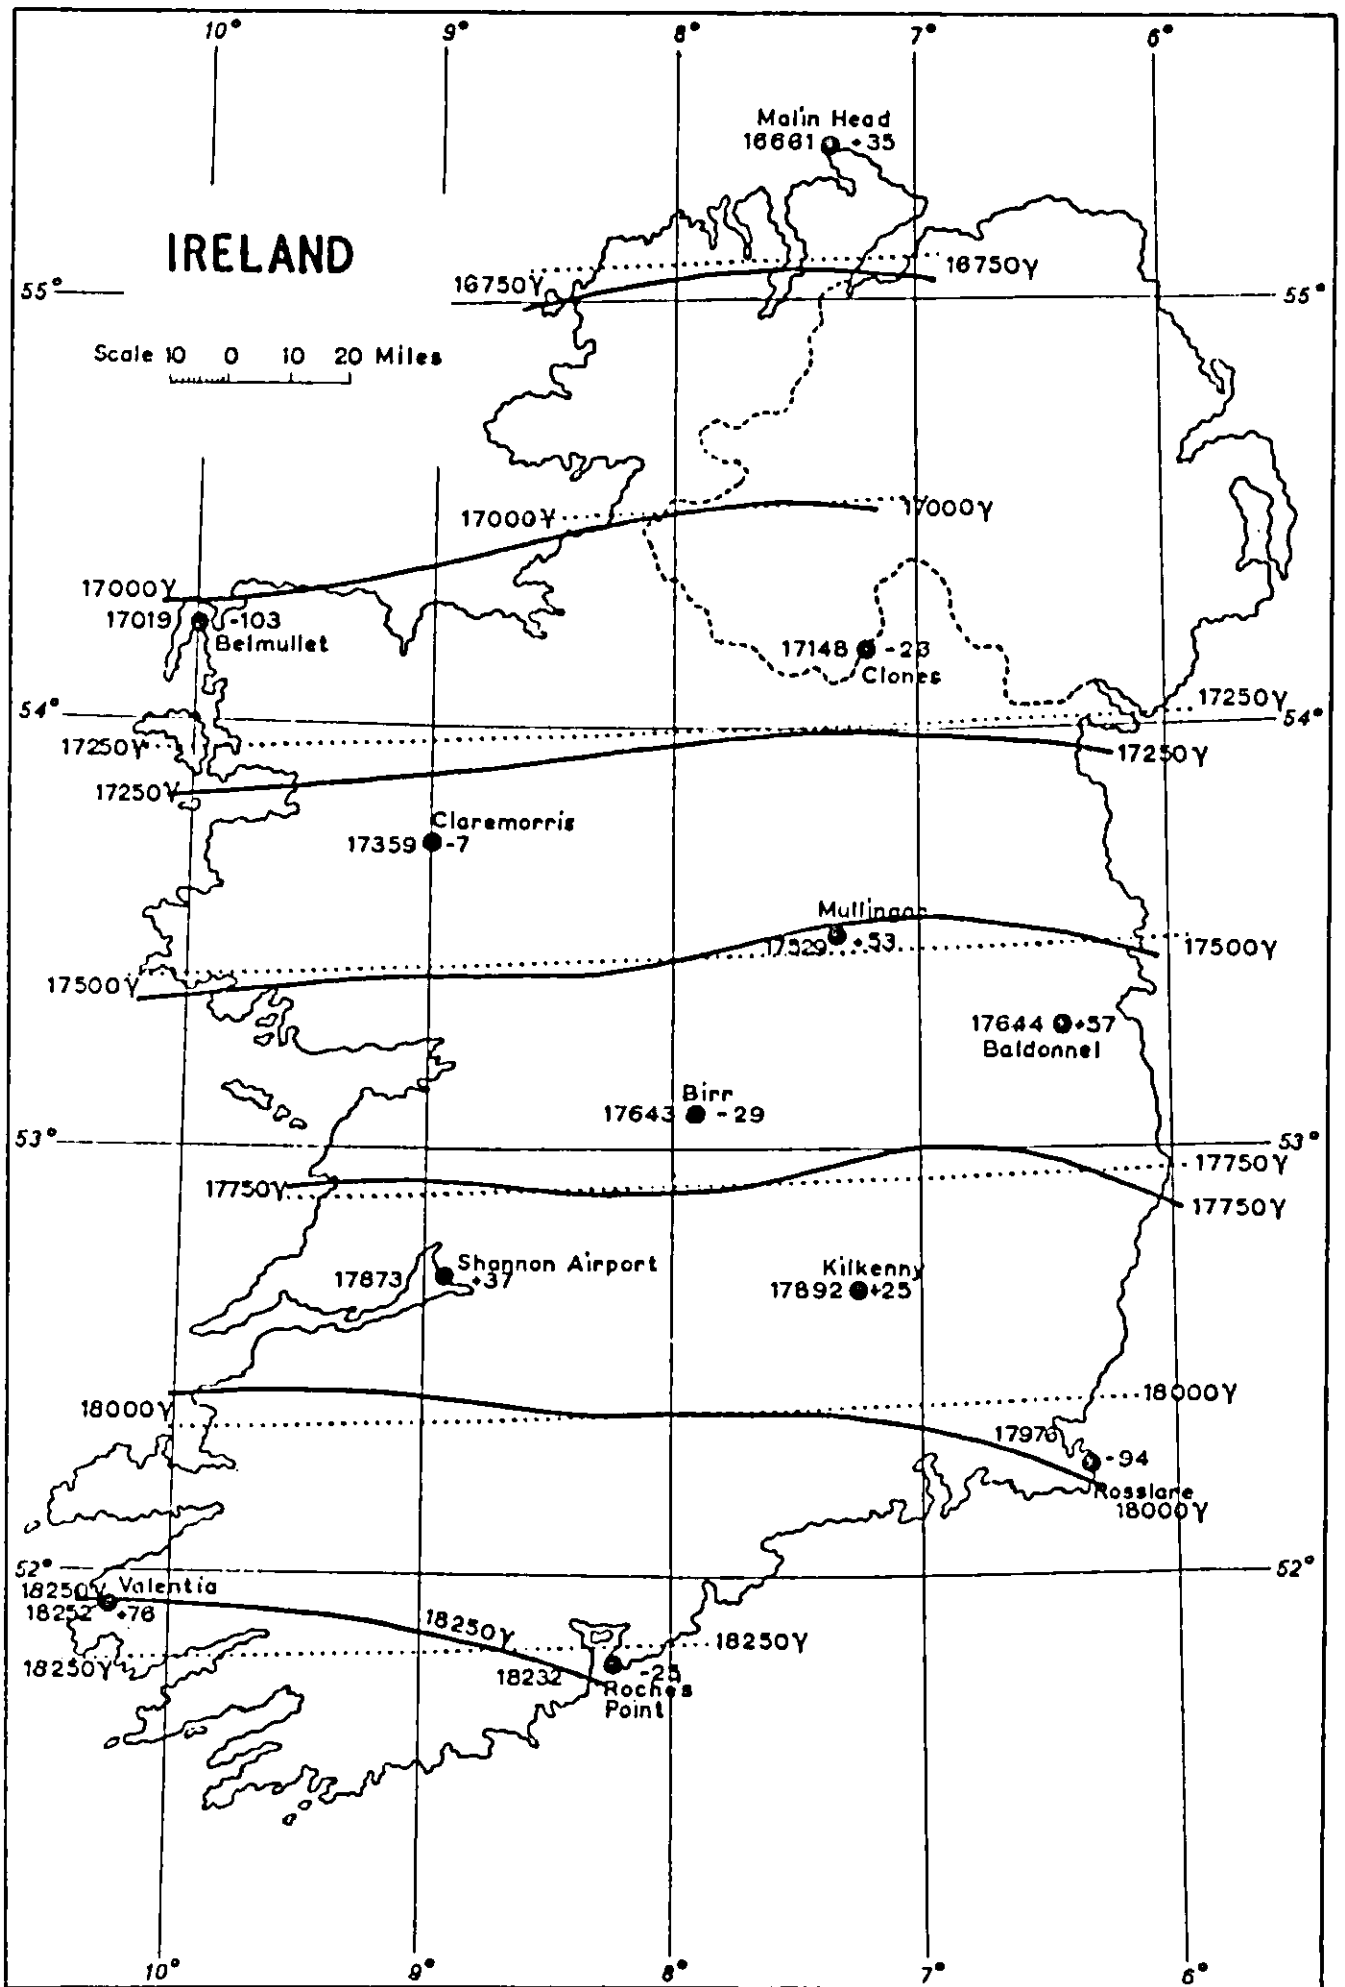 10° 9° 8° 7° 6°
Malin Head
16661 +35
IRELAND
16750γ 16750γ
55° 55°
Scale 10 0 10 20 Miles
17000γ 17000γ
17000γ
17019 -103
Belmullet
17148 -23
Clones
17250γ
54° 54°
17250γ 17250γ
17250γ
Claremorris
17359 -7
Mullingar
17529 +53
17500γ
17500γ
17644 +57
Baldonnel
Birr
17643 -29
53° 53°
17750γ
17750γ
17750γ
Shannon Airport
17873 +37
Kilkenny
17892 +25
18000γ
18000γ
17976
-94
Rosslare
18000γ
52° 52°
18250γ Valentia
18252 +76
18250γ
18250γ
18250γ
18232 -25
Roches
Point
10° 9° 8° 7° 6°